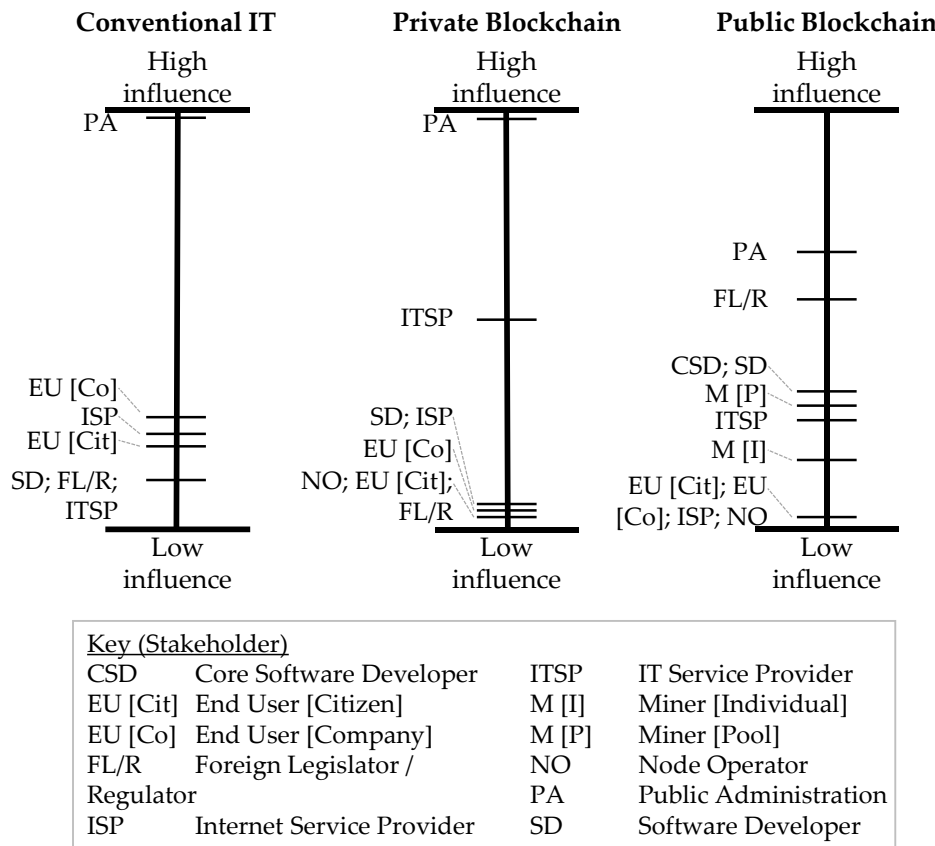 Conventional IT
High
influence
PA
EU [Co]
ISP
EU [Cit]
SD; FL/R;
ITSP
Low
influence
Private Blockchain
High
influence
PA
ITSP
SD; ISP
EU [Co]
NO; EU [Cit];
FL/R
Low
influence
Public Blockchain
High
influence
PA
FL/R
CSD; SD
M [P]
ITSP
M [I]
EU [Cit]; EU
[Co]; ISP; NO
Low
influence
Key (Stakeholder)
CSD Core Software Developer
EU [Cit] End User [Citizen]
EU [Co] End User [Company]
FL/R Foreign Legislator /
Regulator
ISP Internet Service Provider
ITSP IT Service Provider
M [I] Miner [Individual]
M [P] Miner [Pool]
NO Node Operator
PA Public Administration
SD Software Developer